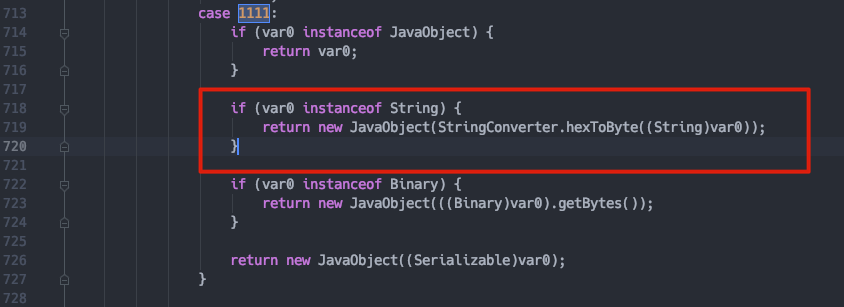 713 case 1111:
714 if (var0 instanceof JavaObject) {
715 return var0;
716 }
717
718 if (var0 instanceof String) {
719 return new JavaObject(StringConverter.hexToByte((String)var0));
720 }
721
722 if (var0 instanceof Binary) {
723 return new JavaObject(((Binary)var0).getBytes());
724 }
725
726 return new JavaObject((Serializable)var0);
727 }
728